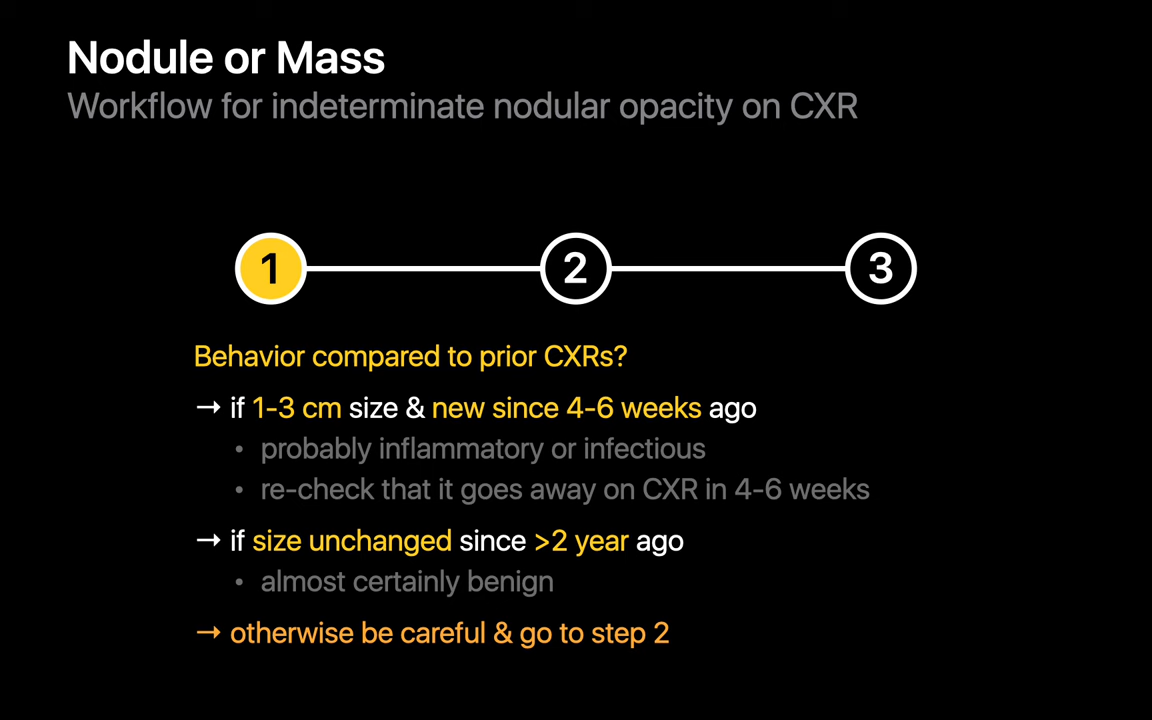 Nodule or Mass
Workflow for indeterminate nodular opacity on CXR
1 2 3
Behavior compared to prior CXRs?
→ if 1-3 cm size & new since 4-6 weeks ago
• probably inflammatory or infectious
• re-check that it goes away on CXR in 4-6 weeks
→ if size unchanged since >2 year ago
• almost certainly benign
→ otherwise be careful & go to step 2